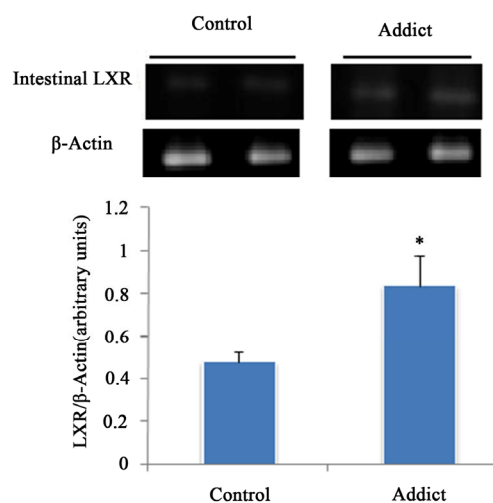 Control Addict
Intestinal LXR
β-Actin
LXR/β-Actin(arbitrary units)
1.2
1
0.8
0.6
0.4
0.2
0
*
Control Addict